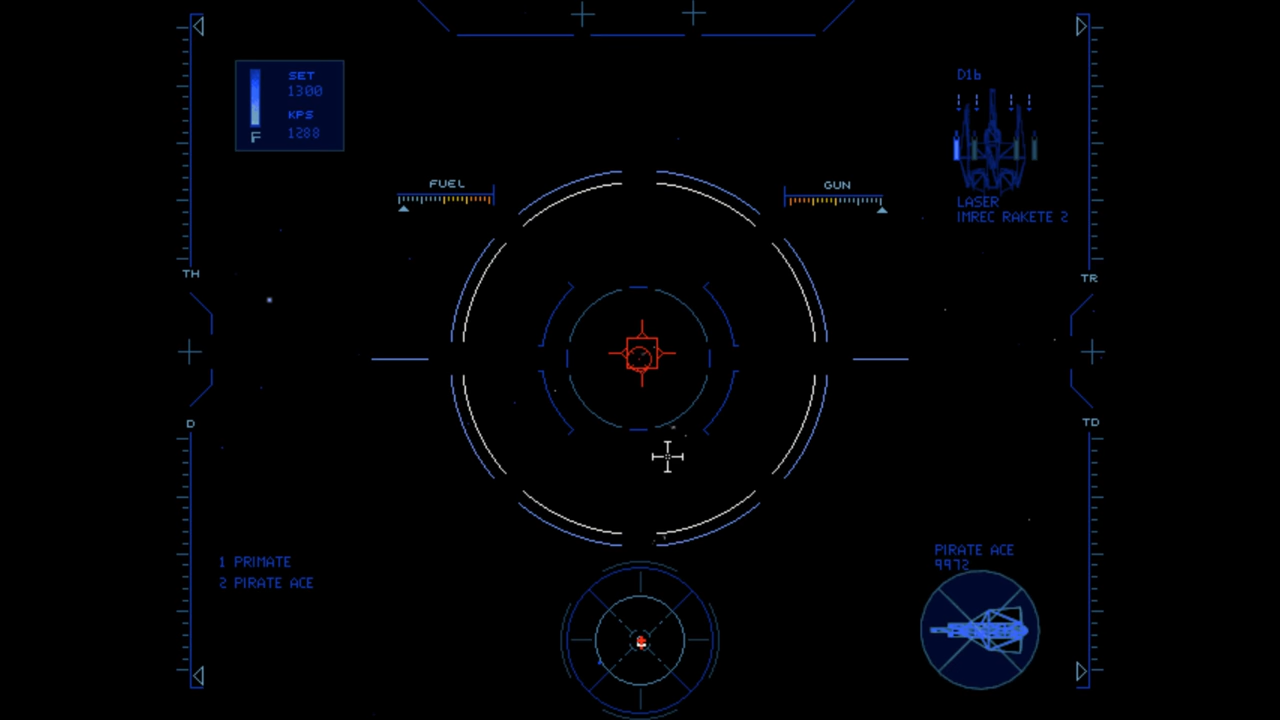 SET
1300
KPS
1288
F
D16
FUEL
GUN
LASER
IMREC RAKETE 2
TH
TR
D
TD
1 PRIMATE
2 PIRATE ACE
PIRATE ACE
9972